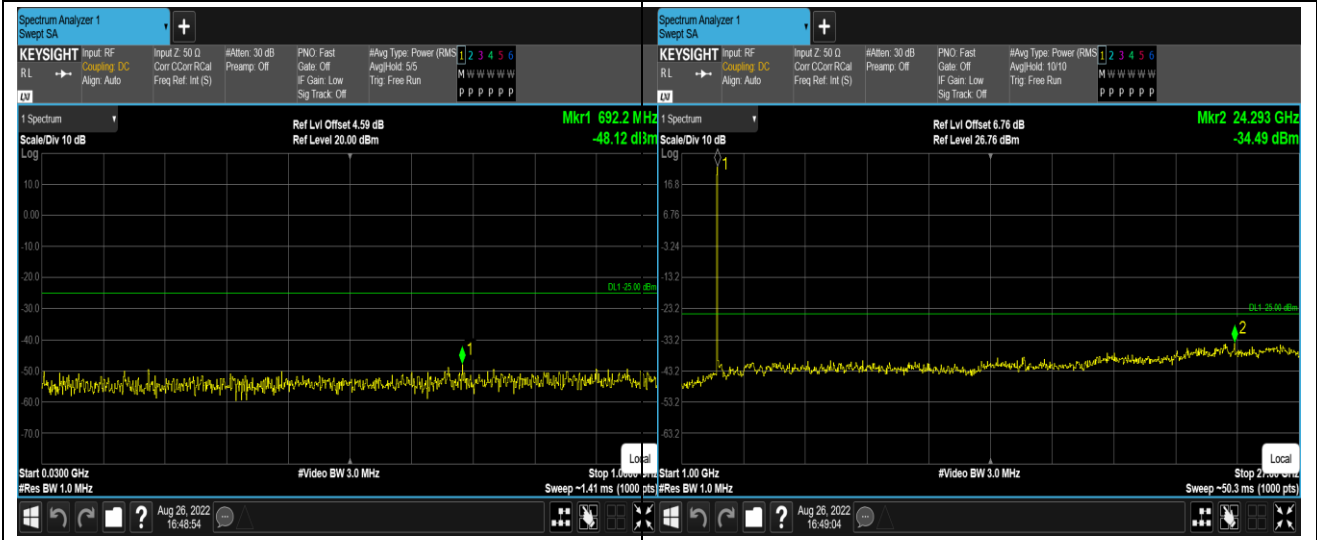 Spectrum Analyzer 1
Swept SA
+
KEYSIGHT
RL
LXI
Input: RF
Coupling: DC
Align: Auto
Input Z: 50 Ω
Corr CCorr RCal
Freq Ref: Int (S)
#Atten: 30 dB
Preamp: Off
PNO: Fast
Gate: Off
IF Gain: Low
Sig Track: Off
#Avg Type: Power (RMS
Avg|Hold: 5/5
Trig: Free Run
1 2 3 4 5 6
M W W W W W
P P P P P P
1 Spectrum
Scale/Div 10 dB
Log
Ref Lvl Offset 4.59 dB
Ref Level 20.00 dBm
Mkr1 692.2 MHz
-48.12 dBm
10.0
0.00
-10.0
-20.0
DL1 -25.00 dBm
-30.0
-40.0
1
-50.0
-60.0
-70.0
Local
Start 0.0300 GHz
#Res BW 1.0 MHz
#Video BW 3.0 MHz
Stop 1.0000 GHz
Sweep ~1.41 ms (1000 pts)
?
Aug 26, 2022
16:48:54
Spectrum Analyzer 1
Swept SA
+
KEYSIGHT
RL
LXI
Input: RF
Coupling: DC
Align: Auto
Input Z: 50 Ω
Corr CCorr RCal
Freq Ref: Int (S)
#Atten: 30 dB
Preamp: Off
PNO: Fast
Gate: Off
IF Gain: Low
Sig Track: Off
#Avg Type: Power (RMS
Avg|Hold: 10/10
Trig: Free Run
1 2 3 4 5 6
M W W W W W
P P P P P P
1 Spectrum
Scale/Div 10 dB
Log
Ref Lvl Offset 6.76 dB
Ref Level 26.76 dBm
Mkr2 24.293 GHz
-34.49 dBm
1
16.8
6.76
-3.24
-13.2
-23.2
DL1 -25.00 dBm
2
-33.2
-43.2
-53.2
-63.2
Local
Start 1.00 GHz
#Res BW 1.0 MHz
#Video BW 3.0 MHz
Stop
Sweep ~50.3 ms (1000 pts)
?
Aug 26, 2022
16:49:04